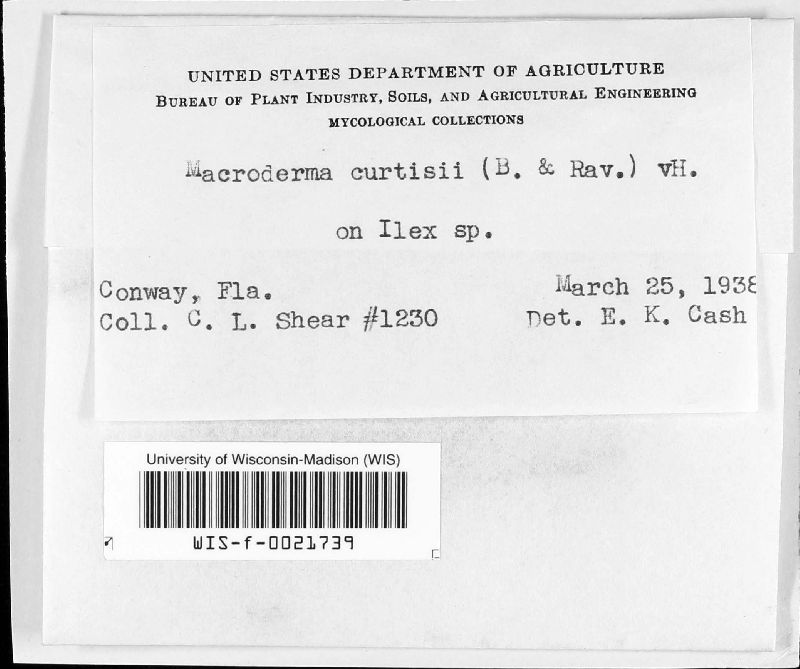 UNITED STATES DEPARTMENT OF AGRICULTURE
BUREAU OF PLANT INDUSTRY, SOILS, AND AGRICULTURAL ENGINEERING
MYCOLOGICAL COLLECTIONS
Macroderma curtisii (B. & Rav.) vH.
on Ilex sp.
Conway, Fla. March 25, 1938
Coll. C. L. Shear #1230 Det. E. K. Cash
University of Wisconsin-Madison (WIS)
WIS-f-0021739